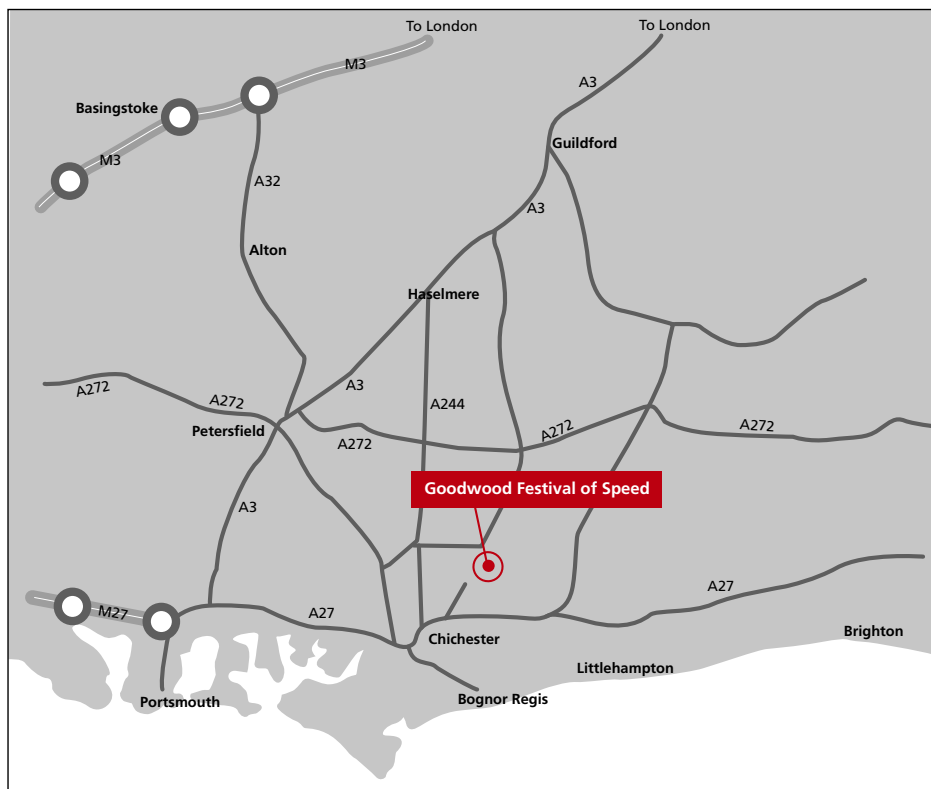 To London
To London
M3
A3
Basingstoke
Guildford
M3
A32
A3
Alton
Haselmere
A3
A272
A272
A244
Petersfield
A272
A272
A272
Goodwood Festival of Speed
A3
A27
M27
A27
Chichester
Brighton
Littlehampton
Portsmouth
Bognor Regis